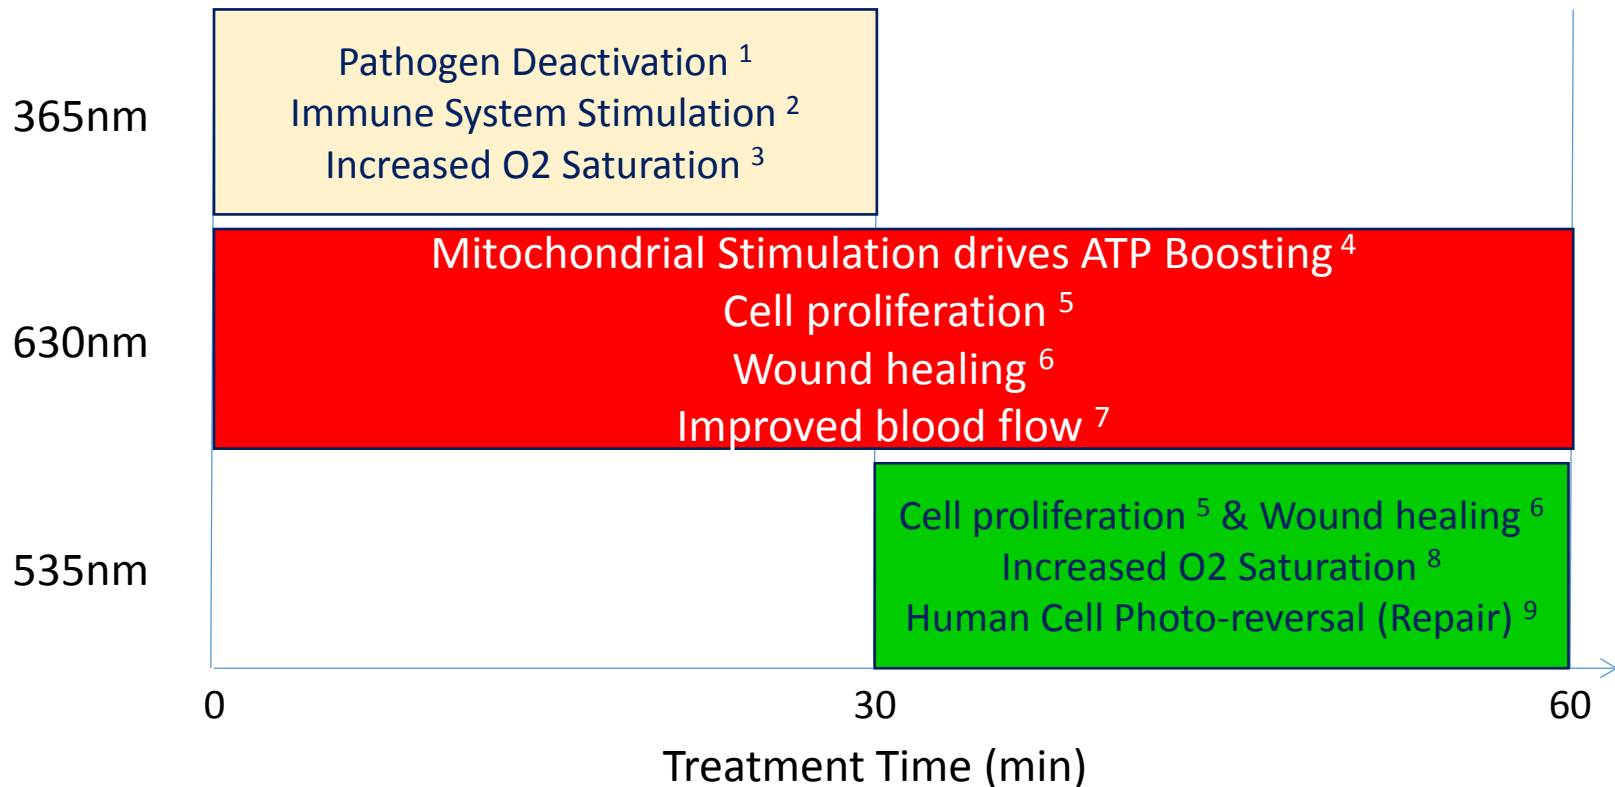 365nm
Pathogen Deactivation ¹
Immune System Stimulation ²
Increased O2 Saturation ³
630nm
Mitochondrial Stimulation drives ATP Boosting ⁴
Cell proliferation ⁵
Wound healing ⁶
Improved blood flow ⁷
535nm
Cell proliferation ⁵ & Wound healing ⁶
Increased O2 Saturation ⁸
Human Cell Photo-reversal (Repair) ⁹
0 30 60
Treatment Time (min)